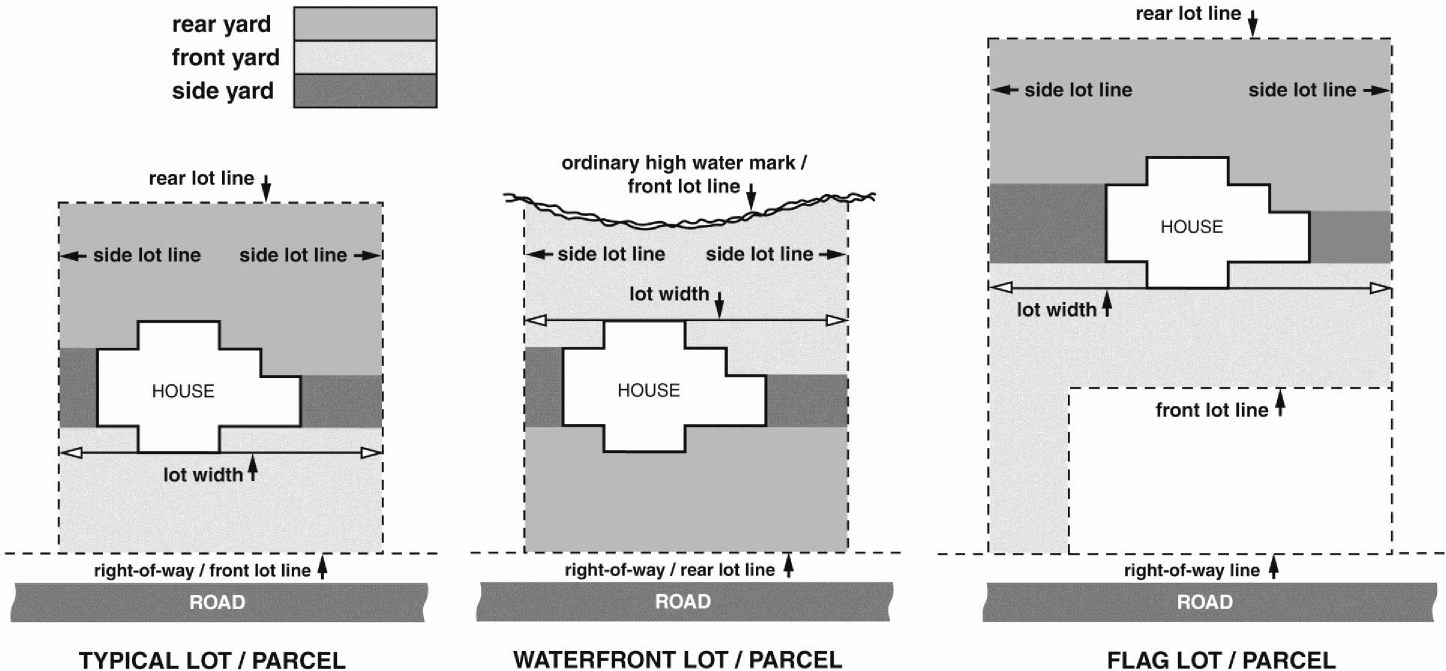 rear yard
front yard
side yard
rear lot line
side lot line
side lot line
HOUSE
lot width
right-of-way / front lot line
ROAD
TYPICAL LOT / PARCEL
ordinary high water mark /
front lot line
side lot line
side lot line
lot width
HOUSE
right-of-way / rear lot line
ROAD
WATERFRONT LOT / PARCEL
rear lot line
side lot line
side lot line
HOUSE
lot width
front lot line
right-of-way line
ROAD
FLAG LOT / PARCEL